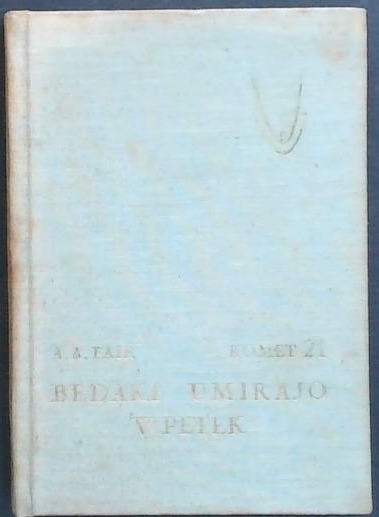 A. A. FAIR KOMET 21
BEDAKI UMIRAJO
V PETEK